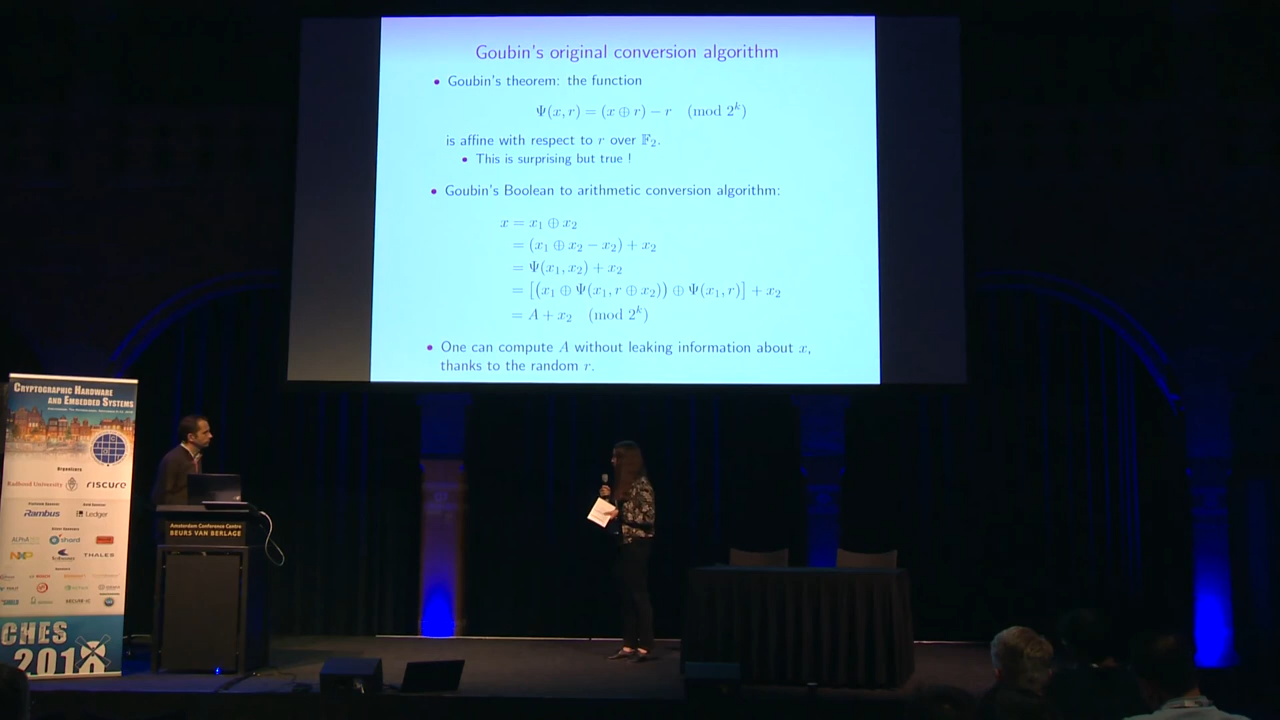 Goubin's original conversion algorithm
• Goubin's theorem: the function
Ψ(x, r) = (x ⊕ r) − r (mod 2^k)
is affine with respect to r over 𝔽₂.
• This is surprising but true !
• Goubin's Boolean to arithmetic conversion algorithm:
x = x₁ ⊕ x₂
= (x₁ ⊕ x₂ − x₂) + x₂
= Ψ(x₁, x₂) + x₂
= [(x₁ ⊕ Ψ(x₁, r ⊕ x₂)) ⊕ Ψ(x₁, r)] + x₂
= A + x₂ (mod 2^k)
• One can compute A without leaking information about x,
thanks to the random r.
Cryptographic Hardware
and Embedded Systems
Organizers
Radboud University
riscure
Rambus
Ledger
shard
NXP
THALES
SECURE-IC
CHES
2018
Amsterdam Conference Centre
BEURS VAN BERLAGE